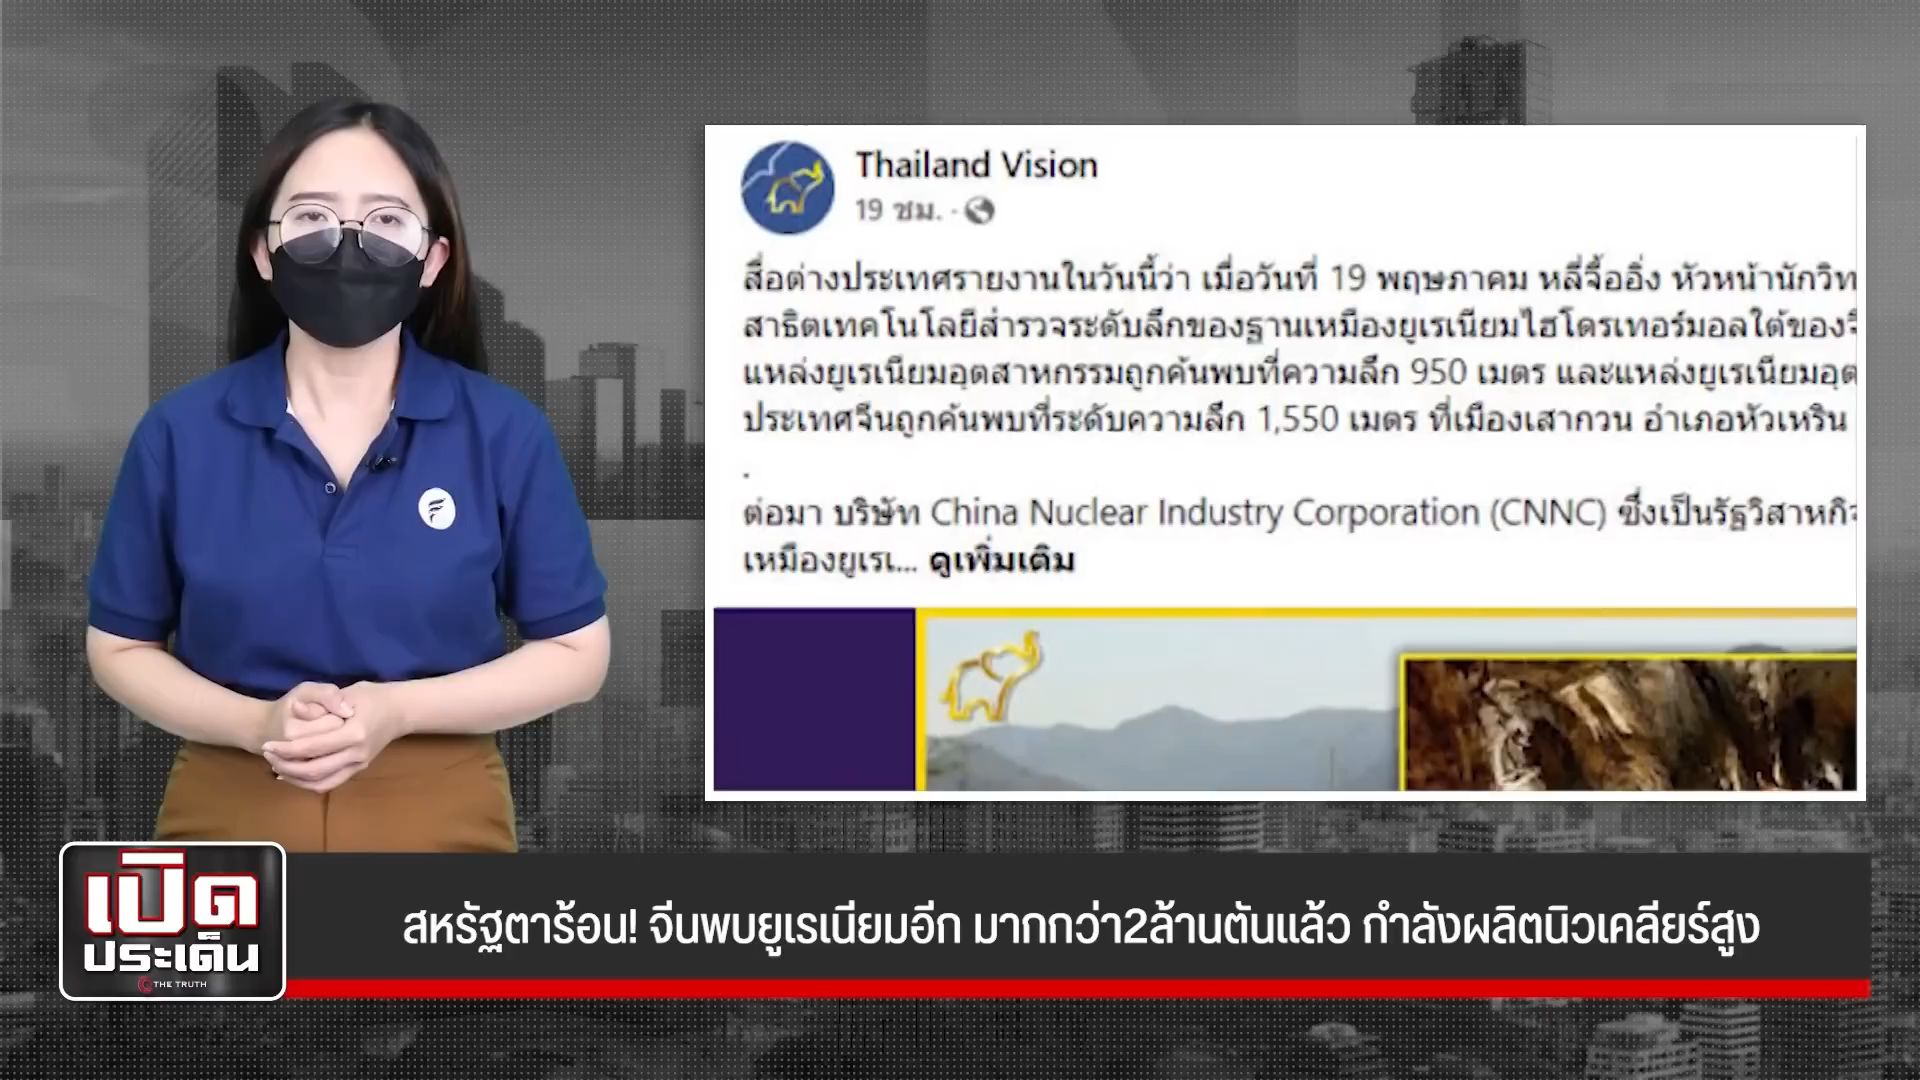 Thailand Vision
19 ชม. ·
สื่อต่างประเทศรายงานในวันนี้ว่า เมื่อวันที่ 19 พฤษภาคม หลี่จื้ออิ่ง หัวหน้านักวิท
สาธิตเทคโนโลยีสำรวจระดับลึกของฐานเหมืองยูเรเนียมไฮโดรเทอร์มอลใต้ของจี
แหล่งยูเรเนียมอุตสาหกรรมถูกค้นพบที่ความลึก 950 เมตร และแหล่งยูเรเนียมอุต
ประเทศจีนถูกค้นพบที่ระดับความลึก 1,550 เมตร ที่เมืองเสากวน อำเภอหัวเหริน
.
ต่อมา บริษัท China Nuclear Industry Corporation (CNNC) ซึ่งเป็นรัฐวิสาหกิจ
เหมืองยูเรเ... ดูเพิ่มเติม
เปิด
ประเด็น
THE TRUTH
สหรัฐตาร้อน! จีนพบยูเรเนียมอีก มากกว่า2ล้านตันแล้ว กำลังผลิตนิวเคลียร์สูง